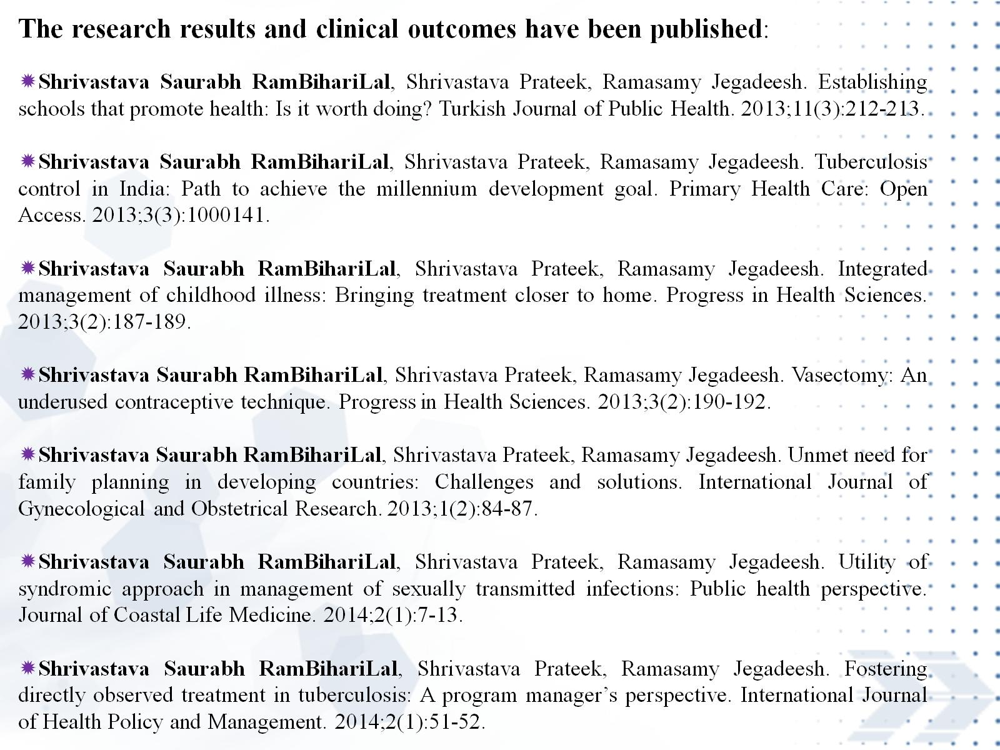 The research results and clinical outcomes have been published:
✹Shrivastava Saurabh RamBihariLal, Shrivastava Prateek, Ramasamy Jegadeesh. Establishing
schools that promote health: Is it worth doing? Turkish Journal of Public Health. 2013;11(3):212-213.
✹Shrivastava Saurabh RamBihariLal, Shrivastava Prateek, Ramasamy Jegadeesh. Tuberculosis
control in India: Path to achieve the millennium development goal. Primary Health Care: Open
Access. 2013;3(3):1000141.
✹Shrivastava Saurabh RamBihariLal, Shrivastava Prateek, Ramasamy Jegadeesh. Integrated
management of childhood illness: Bringing treatment closer to home. Progress in Health Sciences.
2013;3(2):187-189.
✹Shrivastava Saurabh RamBihariLal, Shrivastava Prateek, Ramasamy Jegadeesh. Vasectomy: An
underused contraceptive technique. Progress in Health Sciences. 2013;3(2):190-192.
✹Shrivastava Saurabh RamBihariLal, Shrivastava Prateek, Ramasamy Jegadeesh. Unmet need for
family planning in developing countries: Challenges and solutions. International Journal of
Gynecological and Obstetrical Research. 2013;1(2):84-87.
✹Shrivastava Saurabh RamBihariLal, Shrivastava Prateek, Ramasamy Jegadeesh. Utility of
syndromic approach in management of sexually transmitted infections: Public health perspective.
Journal of Coastal Life Medicine. 2014;2(1):7-13.
✹Shrivastava Saurabh RamBihariLal, Shrivastava Prateek, Ramasamy Jegadeesh. Fostering
directly observed treatment in tuberculosis: A program manager’s perspective. International Journal
of Health Policy and Management. 2014;2(1):51-52.